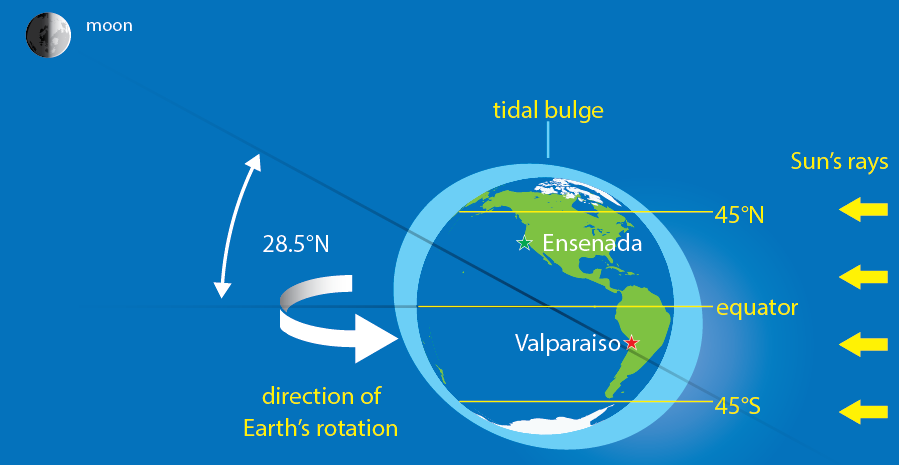 moon
tidal bulge
Sun's rays
45°N
28.5°N
Ensenada
equator
Valparaiso
direction of
Earth's rotation
45°S